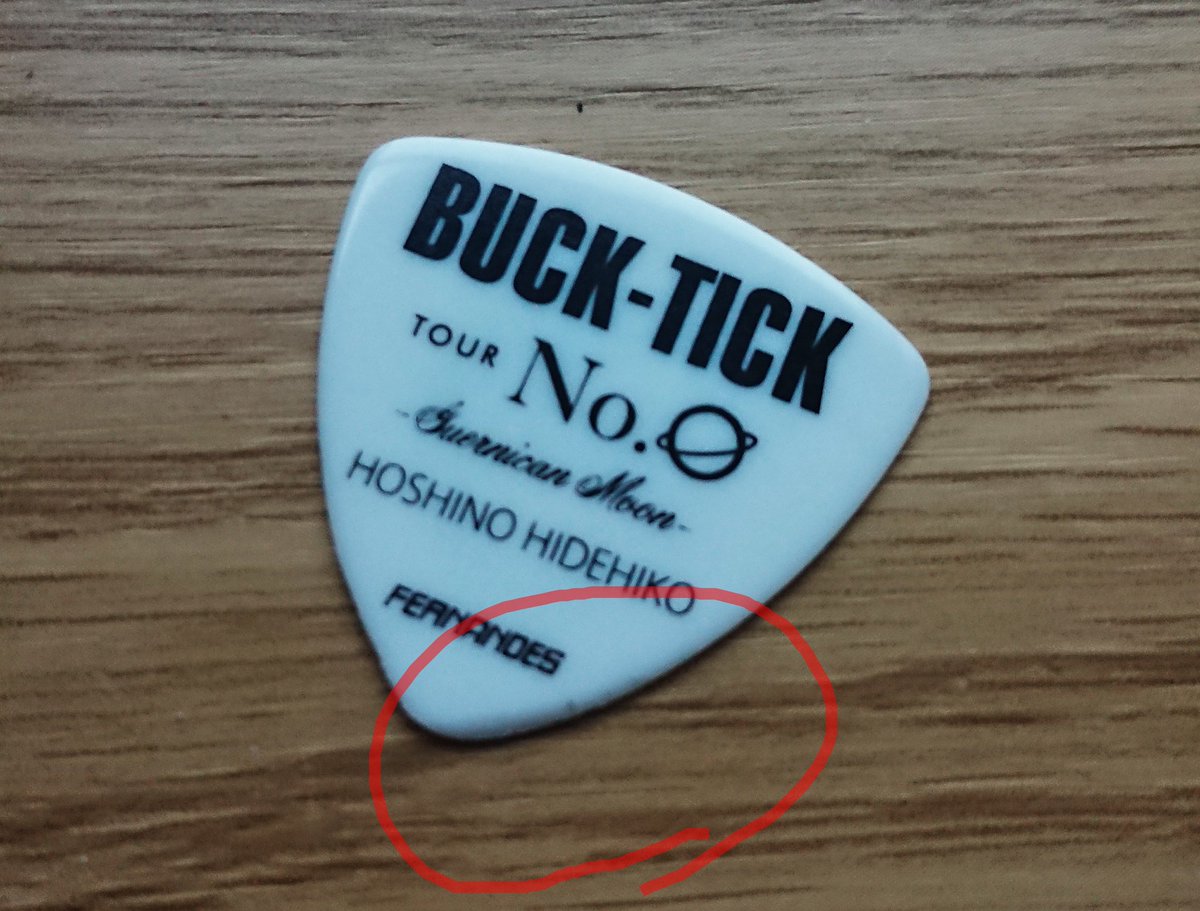 BUCK-TICK
TOUR No.0
-Guernican Moon-
HOSHINO HIDEHIKO
FERNANDES